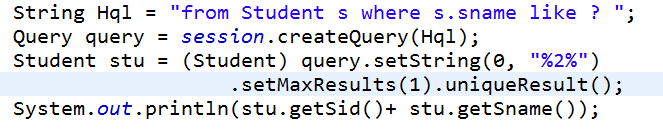 String Hql = "from Student s where s.sname like ? ";
Query query = session.createQuery(Hql);
Student stu = (Student) query.setString(0, "%2%")
.setMaxResults(1).uniqueResult();
System.out.println(stu.getSid()+ stu.getSname());